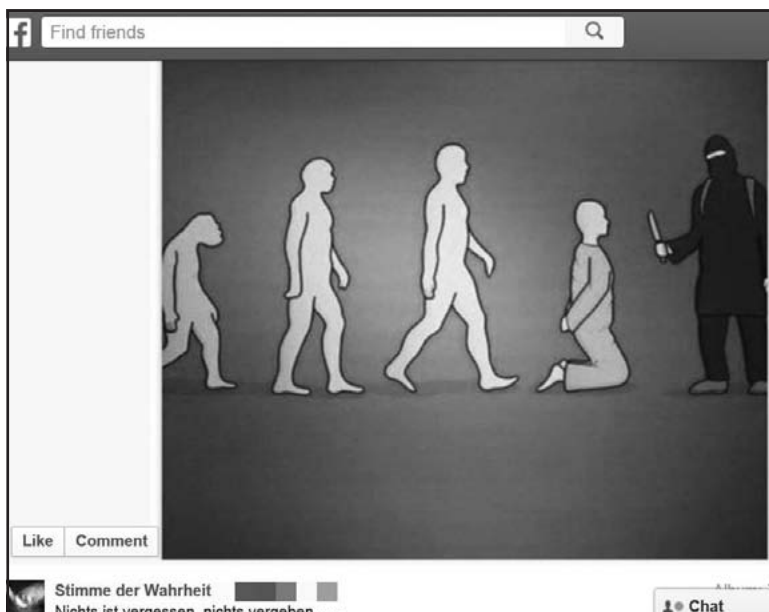 f Find friends
Like Comment
Stimme der Wahrheit
Nichts ist vergessen, nichts vergeben
Chat